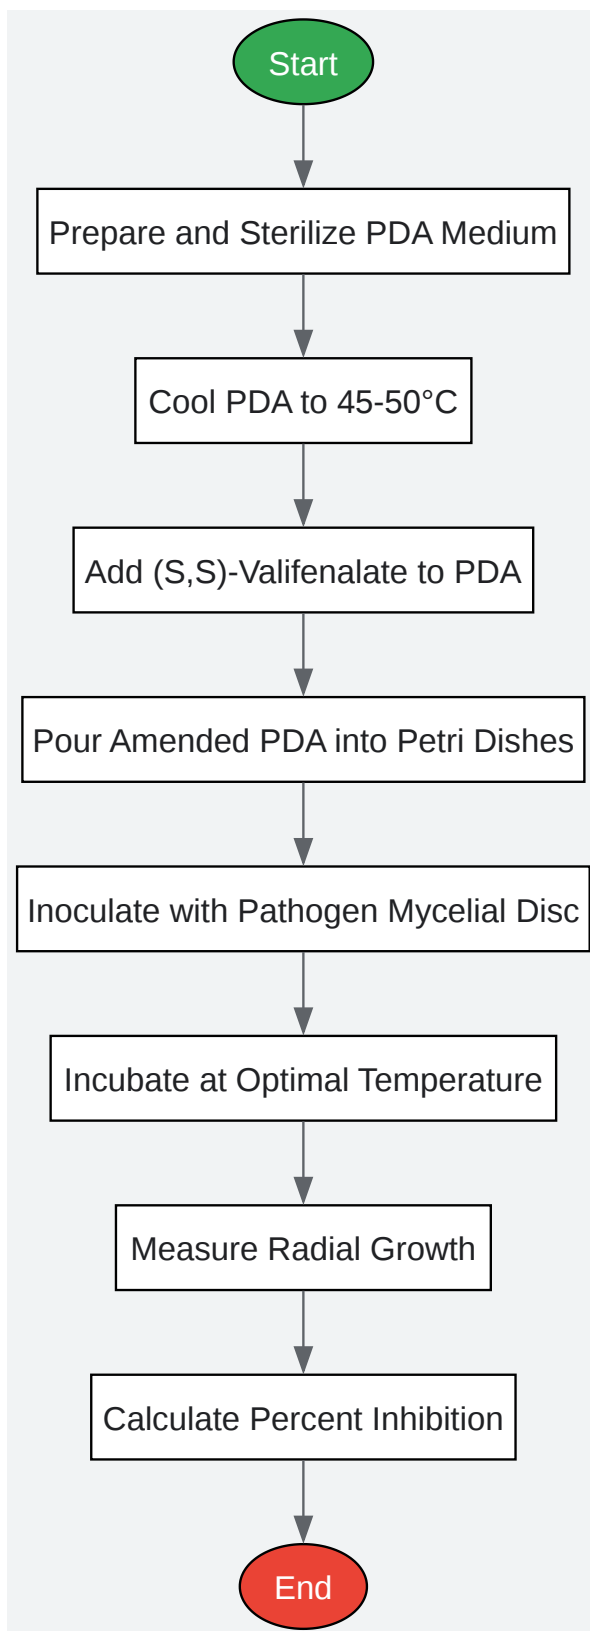 Start
Prepare and Sterilize PDA Medium
Cool PDA to 45-50°C
Add (S,S)-Valifenalate to PDA
Pour Amended PDA into Petri Dishes
Inoculate with Pathogen Mycelial Disc
Incubate at Optimal Temperature
Measure Radial Growth
Calculate Percent Inhibition
End